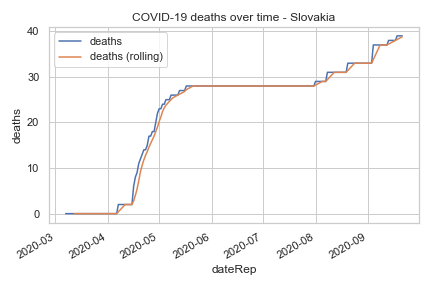 COVID-19 deaths over time - Slovakia
deaths
deaths (rolling)
40
30
20
10
0
deaths
2020-03
2020-04
2020-05
2020-06
2020-07
2020-08
2020-09
dateRep